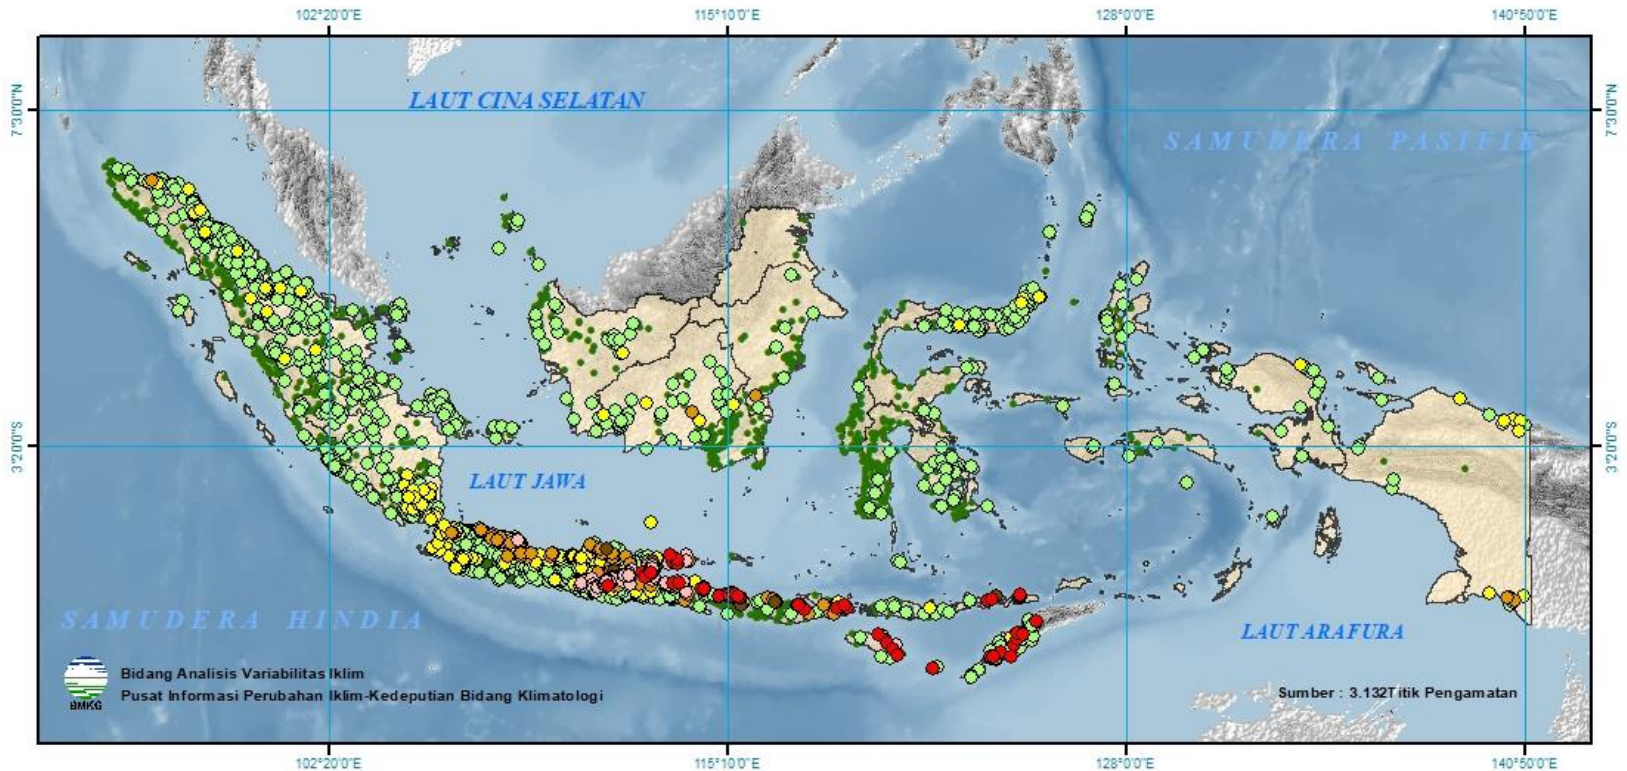 102°20'0"E 115°10'0"E 128°0'0"E 140°50'0"E
7°30'0"N 7°30'0"N
LAUT CINA SELATAN
SAMUDERA PASIFIK
3°20'0"S 3°20'0"S
LAUT JAWA
SAMUDERA HINDIA
LAUT ARAFURA
Bidang Analisis Variabilitas Iklim
Pusat Informasi Perubahan Iklim-Kedeputian Bidang Klimatologi
BMKG
Sumber : 3.132Titik Pengamatan
102°20'0"E 115°10'0"E 128°0'0"E 140°50'0"E